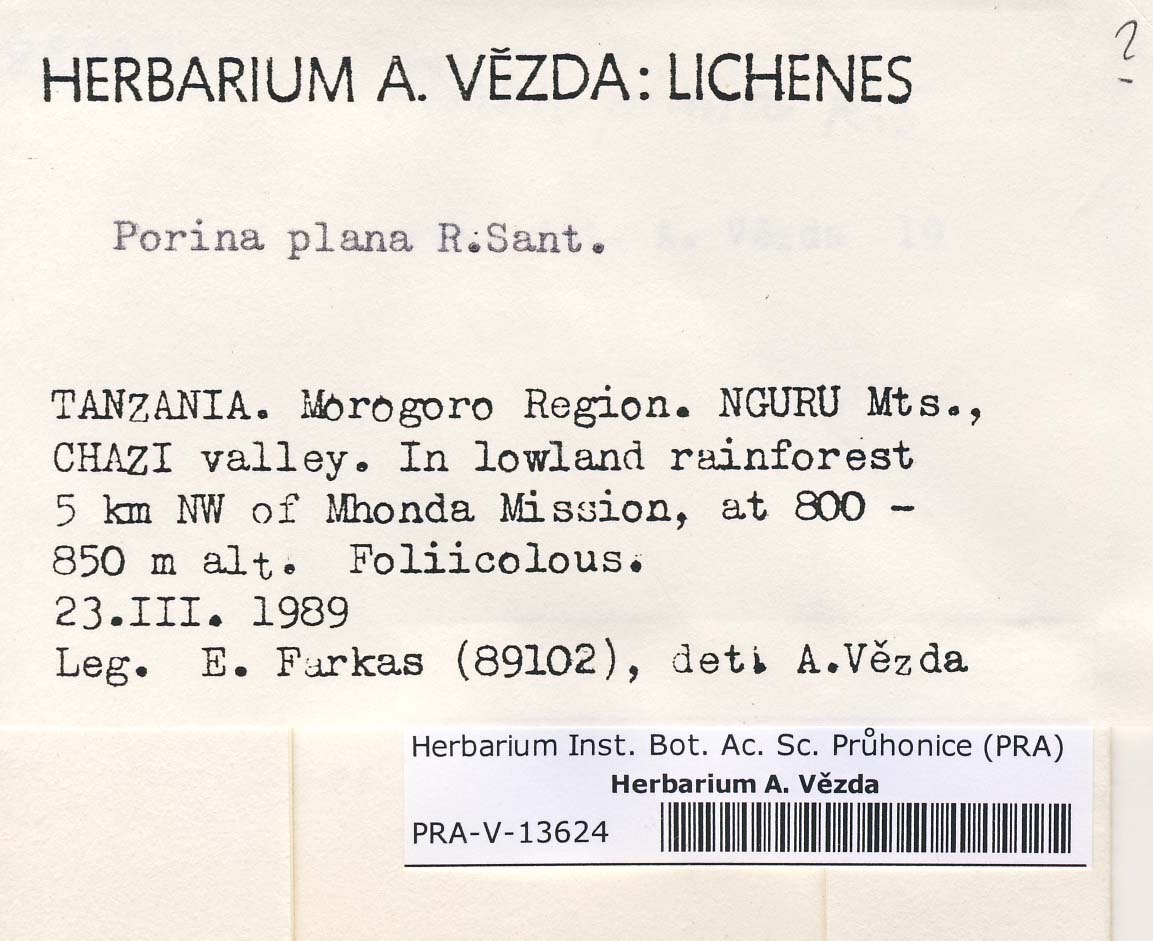 ?
HERBARIUM A. VĚZDA: LICHENES
Porina plana R.Sant.
TANZANIA. Morogoro Region. NGURU Mts.,
CHAZI valley. In lowland rainforest
5 km NW of Mhonda Mission, at 800 –
850 m alt. Foliicolous.
23.III. 1989
Leg. E. Farkas (89102), det. A.Vězda
Herbarium Inst. Bot. Ac. Sc. Průhonice (PRA)
Herbarium A. Vězda
PRA-V-13624